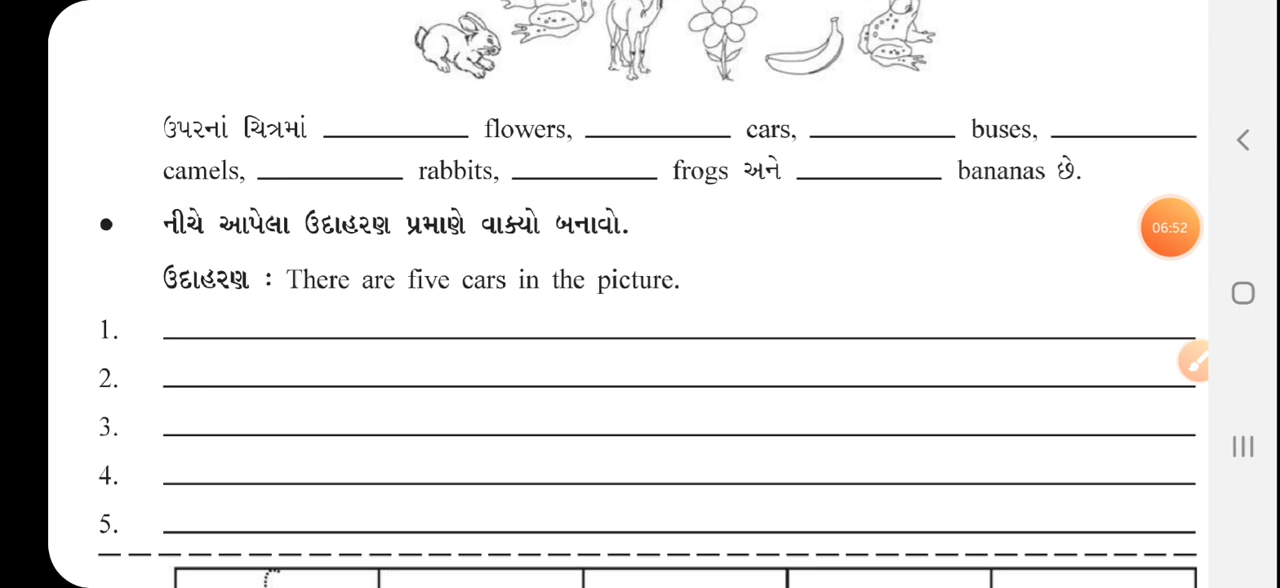 ઉપરનાં ચિત્રમાં __________ flowers, __________ cars, __________ buses, __________
camels, __________ rabbits, __________ frogs અને __________ bananas છે.
● નીચે આપેલા ઉદાહરણ પ્રમાણે વાક્યો બનાવો.
06:52
ઉદાહરણ : There are five cars in the picture.
1.
2.
3.
4.
5.